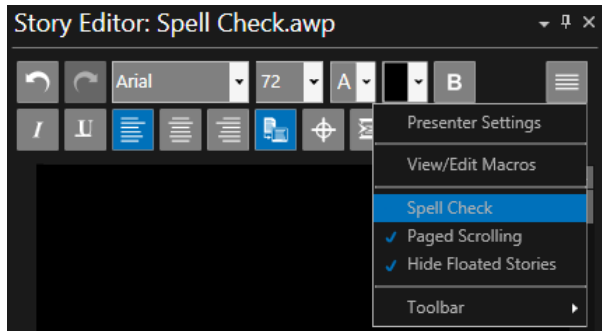 Story Editor: Spell Check.awp
Arial 72 A B
I U
Presenter Settings
View/Edit Macros
Spell Check
Paged Scrolling
Hide Floated Stories
Toolbar